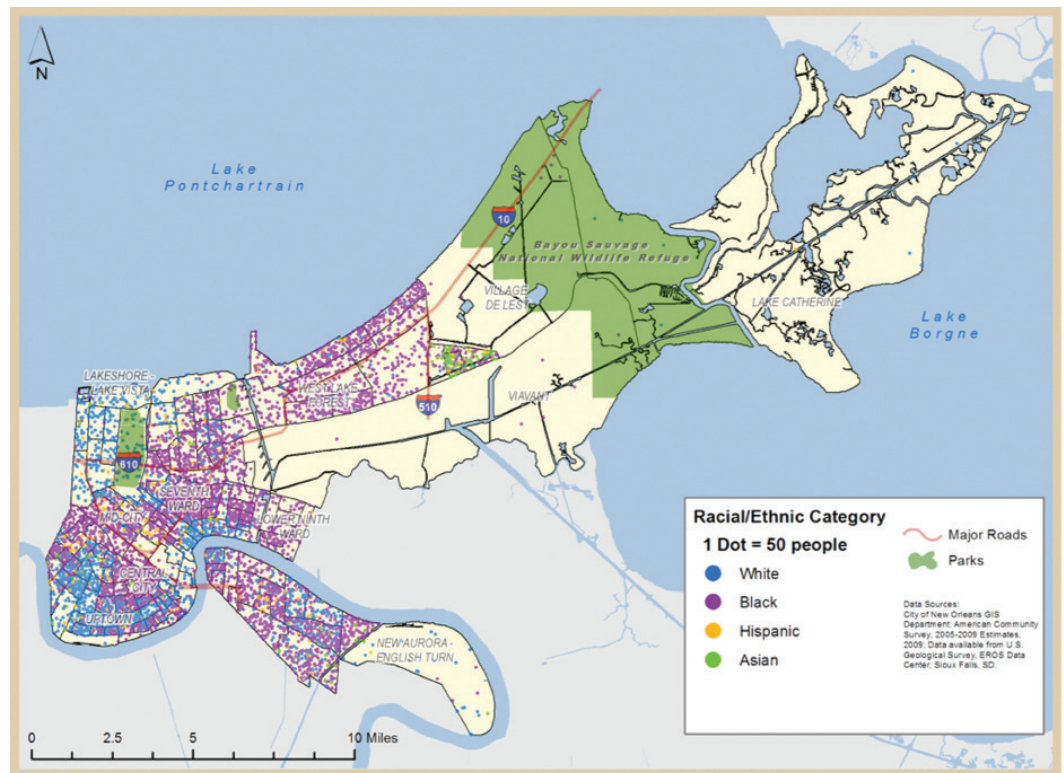 N
Lake
Pontchartrain
10
Bayou Sauvage
National Wildlife Refuge
VILLAGE
DE LEST
LAKE CATHERINE
Lake
Borgne
LAKESHORE -
LAKE VISTA
WEST LAKE
FOREST
510
VIAVANT
610
SEVENTH
WARD
MID-CITY
LOWER NINTH
WARD
CENTRAL
CITY
UPTOWN
NEW AURORA -
ENGLISH TURN
Racial/Ethnic Category
1 Dot = 50 people
White
Black
Hispanic
Asian
Major Roads
Parks
Data Sources:
City of New Orleans GIS
Department: American Community
Survey, 2005-2009 Estimates,
2009; Data available from U.S.
Geological Survey, EROS Data
Center, Sioux Falls, SD.
0 2.5 5 10 Miles